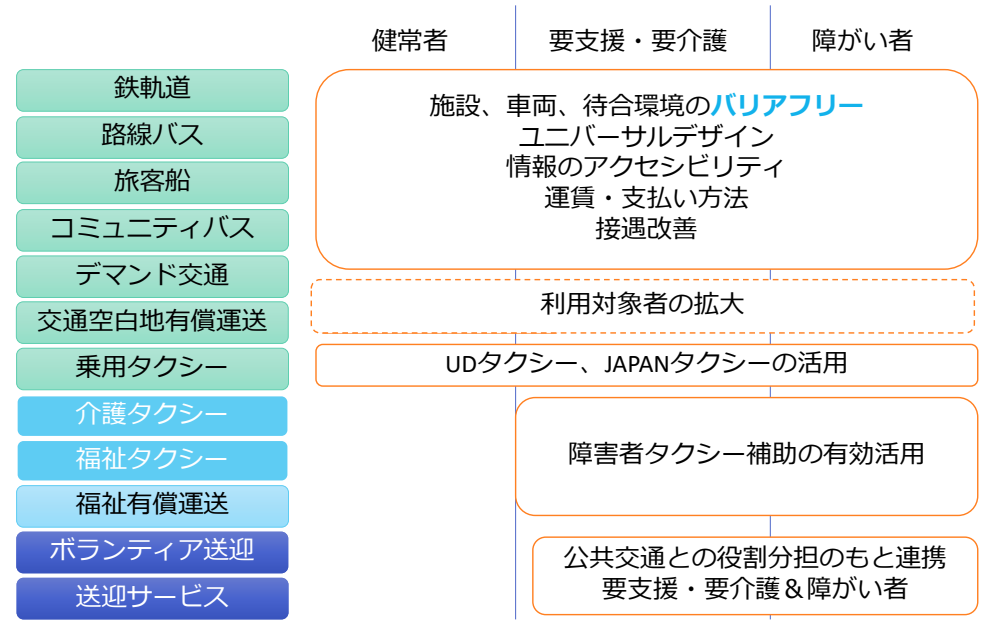 健常者
要支援・要介護
障がい者
鉄軌道
路線バス
旅客船
コミュニティバス
デマンド交通
交通空白地有償運送
乗用タクシー
介護タクシー
福祉タクシー
福祉有償運送
ボランティア送迎
送迎サービス
施設、車両、待合環境のバリアフリー
ユニバーサルデザイン
情報のアクセシビリティ
運賃・支払い方法
接遇改善
利用対象者の拡大
UDタクシー、JAPANタクシーの活用
障害者タクシー補助の有効活用
公共交通との役割分担のもと連携
要支援・要介護＆障がい者